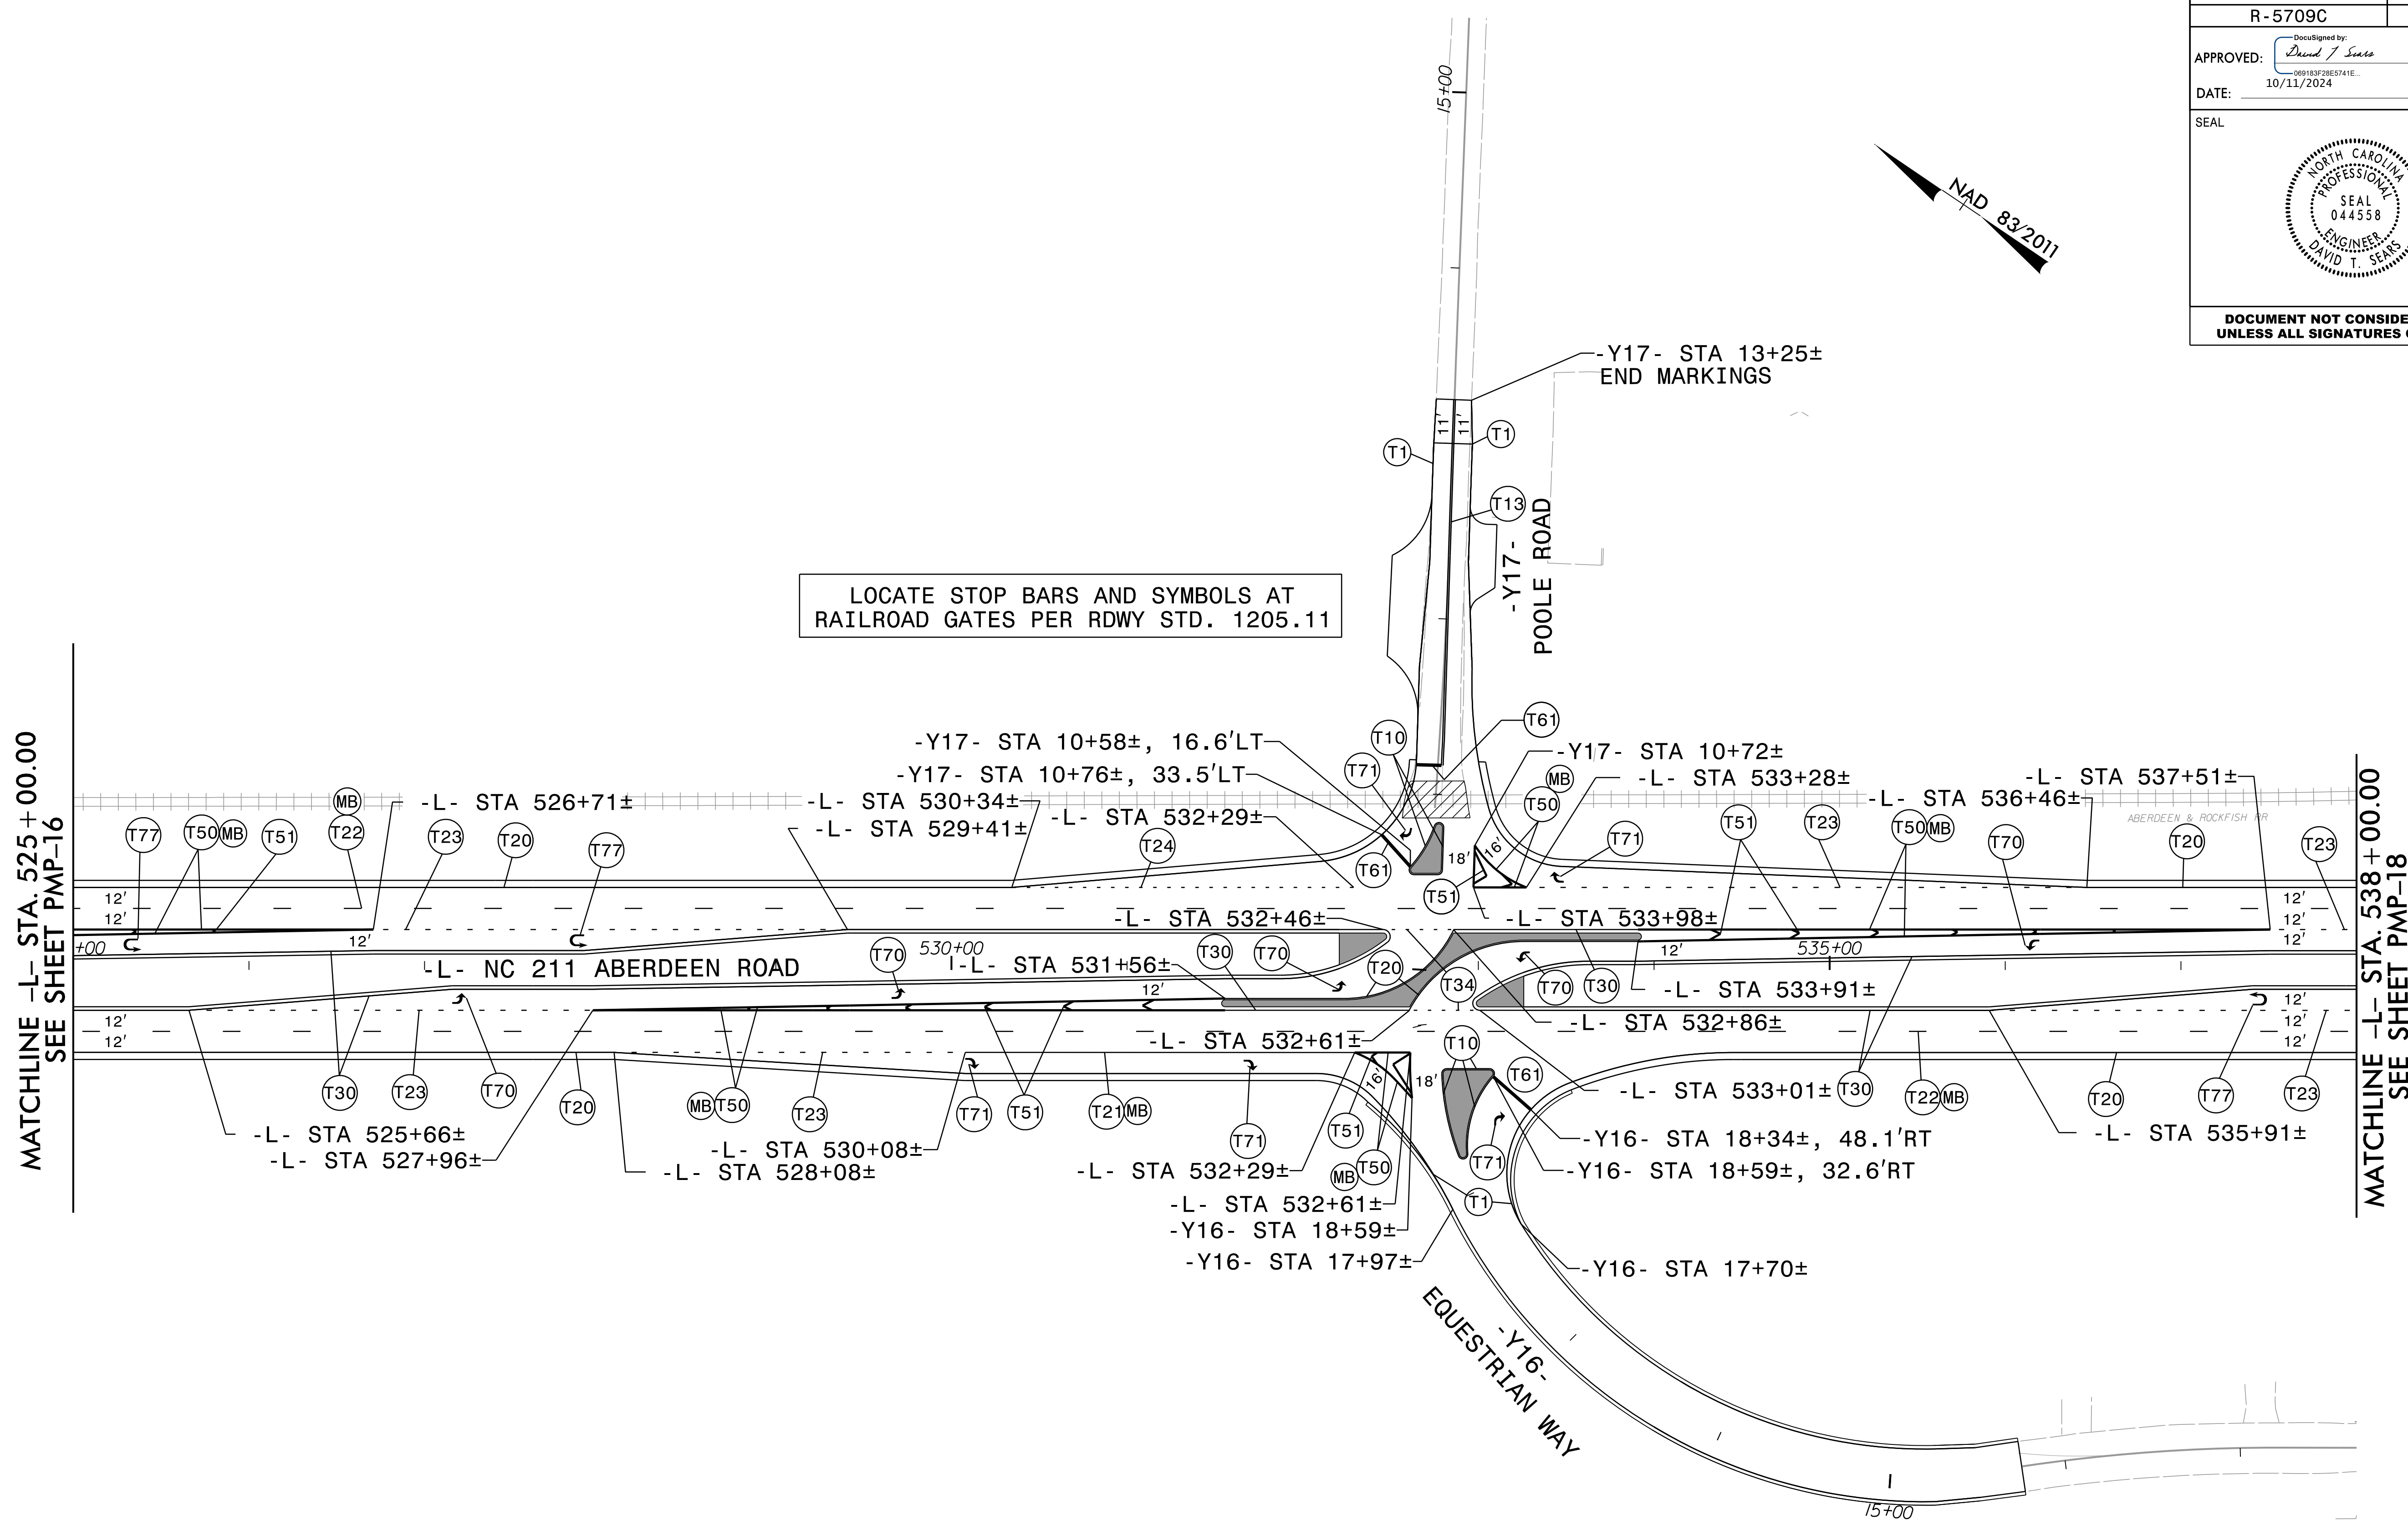 R-5709C
DocuSigned by:
APPROVED:
David T Sears
069183F28E5741E...
10/11/2024
DATE:
SEAL
NORTH CAROLINA
PROFESSIONAL
SEAL
044558
ENGINEER
DAVID T. SEARS
DOCUMENT NOT
UNLESS ALL SIGNATURES
NAD 83/2011
15+00
-Y17- STA 13+25±
END MARKINGS
11'
11'
T1
T1
T13
-Y17-
POOLE ROAD
LOCATE STOP BARS AND SYMBOLS AT
RAILROAD GATES PER RDWY STD. 1205.11
MATCHLINE -L- STA. 525+00.00
SEE SHEET PMP-16
-Y17- STA 10+58±, 16.6'LT
-Y17- STA 10+76±, 33.5'LT
T61
T10
T71
-Y17- STA 10+72±
MB
-L- STA 533+28±
-L- STA 537+51±
-L- STA 536+46±
MB
-L- STA 526+71±
-L- STA 530+34±
-L- STA 529+41±
-L- STA 532+29±
T50
ABERDEEN & ROCKFISH RR
T77
T50
MB
T51
T22
T23
T20
T77
T24
T61
T51
18'
16'
T71
T51
T23
T50
MB
T70
T20
T23
12'
12'
+00
12'
-L- NC 211 ABERDEEN ROAD
T70
530+00
-L- STA 532+46±
-L- STA 531+56±
T30
T70
T20
T34
-L- STA 533+98±
T70
T30
12'
535+00
-L- STA 533+91±
12'
12'
12'
12'
12'
12'
-L- STA 532+61±
-L- STA 532+86±
12'
12'
12'
T30
T23
T70
T20
MB
T50
T23
T71
T51
T21
MB
T71
16'
18'
T10
T61
T51
MB
T50
T71
-L- STA 533+01±
T30
T22
MB
T20
T77
T23
-L- STA 525+66±
-L- STA 527+96±
-L- STA 530+08±
-L- STA 528+08±
-L- STA 532+29±
-L- STA 532+61±
-Y16- STA 18+59±
-Y16- STA 17+97±
T1
-Y16- STA 18+34±, 48.1'RT
-Y16- STA 18+59±, 32.6'RT
-L- STA 535+91±
-Y16- STA 17+70±
-Y16-
EQUESTRIAN WAY
15+00
MATCHLINE -L- STA. 538+00.00
SEE SHEET PMP-18